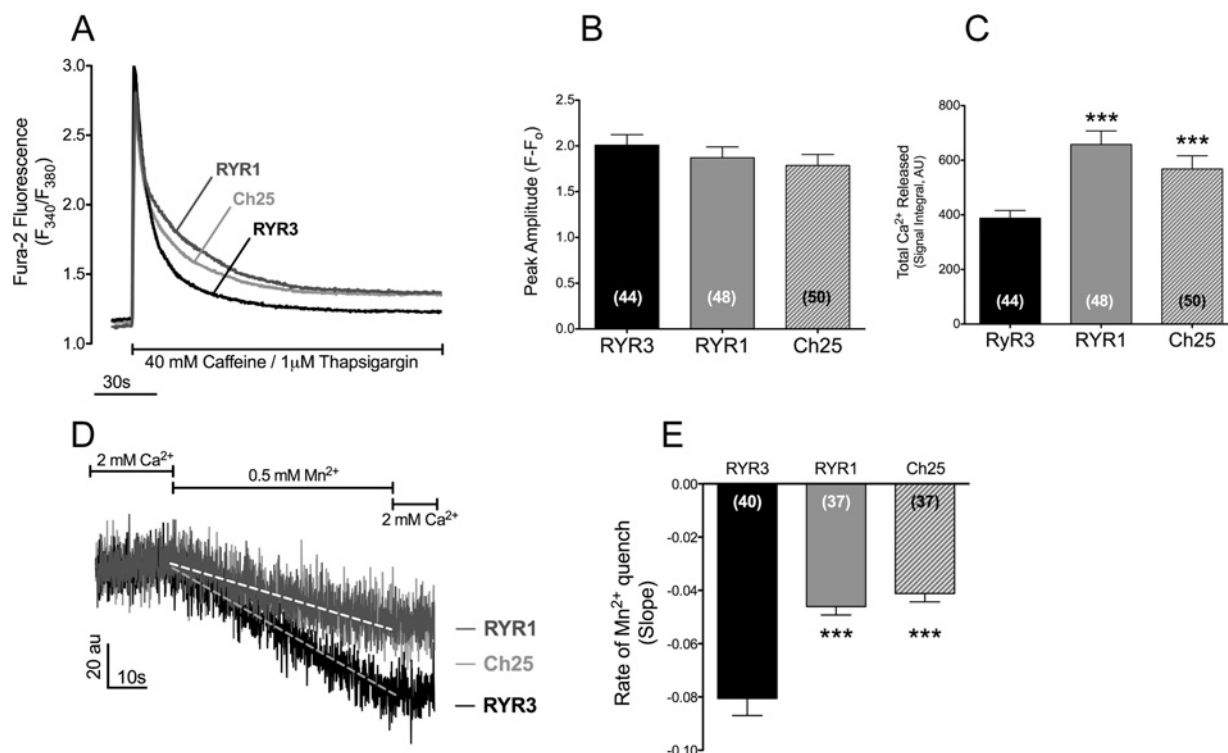 A
Fura-2 Fluorescence
(F340/F380)
3.0
2.5
2.0
1.5
1.0
RYR1
Ch25
RYR3
40 mM Caffeine / 1μM Thapsigargin
30s
B
Peak Amplitude (F-Fo)
2.5
2.0
1.5
1.0
0.5
0.0
(44)
(48)
(50)
RYR3
RYR1
Ch25
C
Total Ca2+ Released
(Signal Integral, AU)
800
600
400
200
0
***
***
(44)
(48)
(50)
RyR3
RYR1
Ch25
D
2 mM Ca2+
0.5 mM Mn2+
2 mM Ca2+
20 au
10s
RYR1
Ch25
RYR3
E
RYR3
RYR1
Ch25
Rate of Mn2+ quench
(Slope)
0.00
-0.02
-0.04
-0.06
-0.08
-0.10
(40)
(37)
(37)
***
***